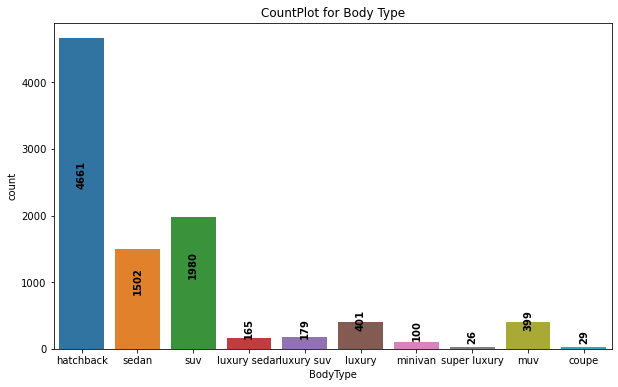 CountPlot for Body Type
count
4000
3000
2000
1000
0
4661
1502
1980
165
179
401
100
26
399
29
hatchback
sedan
suv
luxury sedan
luxury suv
luxury
minivan
super luxury
muv
coupe
BodyType